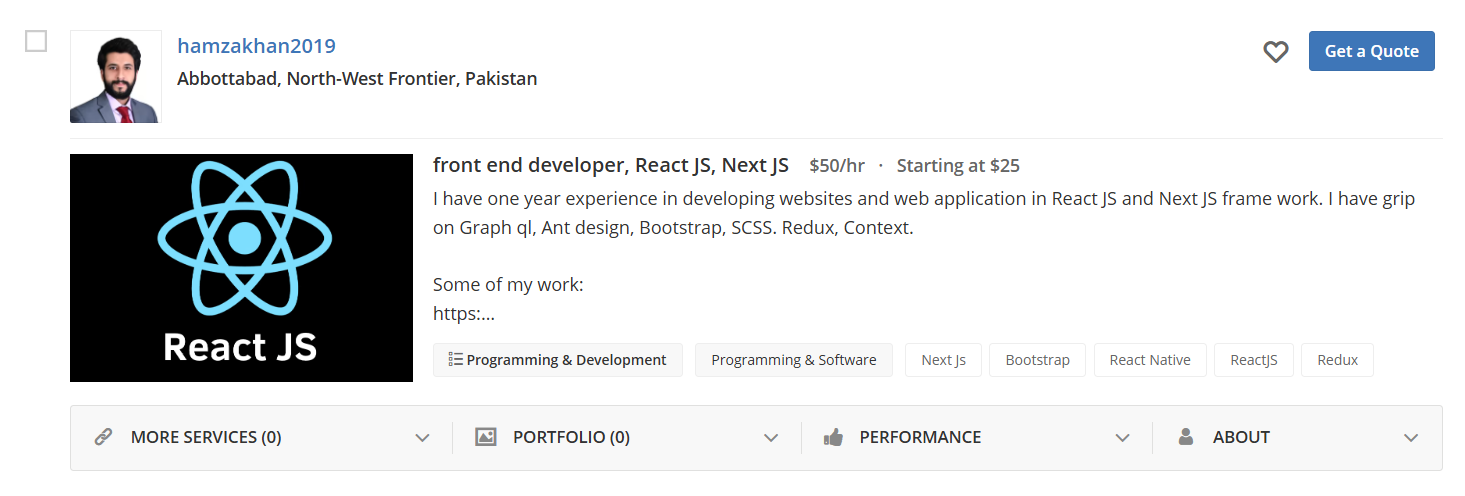 hamzakhan2019
Get a Quote
Abbottabad, North-West Frontier, Pakistan
front end developer, React JS, Next JS $50/hr · Starting at $25
I have one year experience in developing websites and web application in React JS and Next JS frame work. I have grip
on Graph ql, Ant design, Bootstrap, SCSS. Redux, Context.
Some of my work:
https:...
React JS
Programming & Development Programming & Software Next Js Bootstrap React Native ReactJS Redux
MORE SERVICES (0) PORTFOLIO (0) PERFORMANCE ABOUT